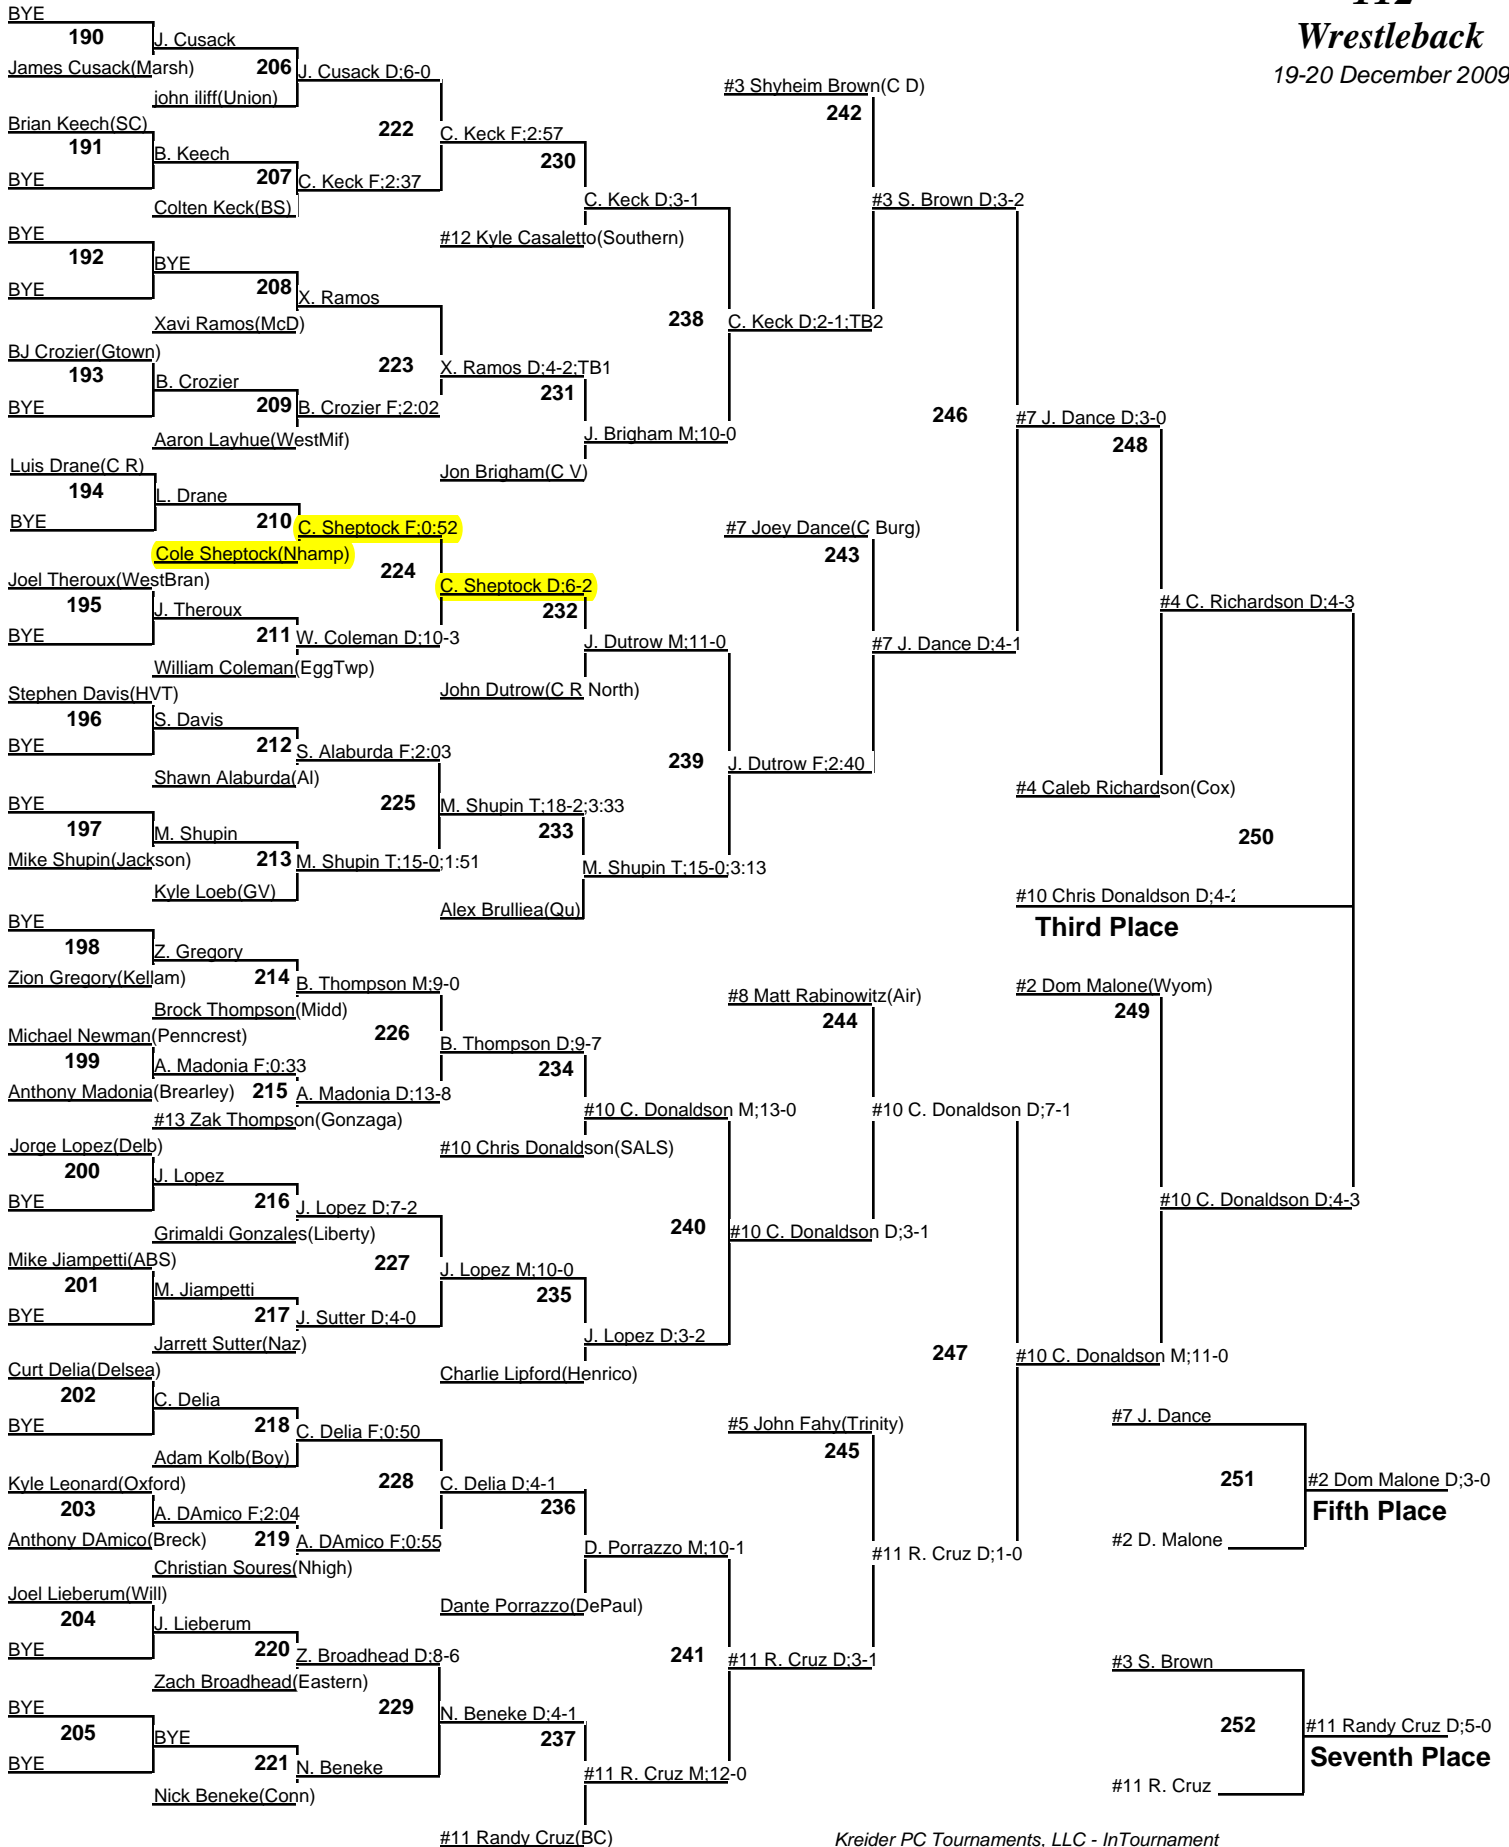 112
Wrestleback
19-20 December 2009
BYE
190
James Cusack(Marsh)
J. Cusack
206
john iliff(Union)
J. Cusack D;6-0
Brian Keech(SC)
191
BYE
B. Keech
207
Colten Keck(BS)
C. Keck F;2:37
222
C. Keck F;2:57
230
#12 Kyle Casaletto(Southern)
C. Keck D;3-1
BYE
192
BYE
BYE
208
Xavi Ramos(McD)
X. Ramos
BJ Crozier(Gtown)
193
BYE
B. Crozier
209
Aaron Layhue(WestMif)
B. Crozier F;2:02
223
X. Ramos D;4-2;TB1
231
Jon Brigham(C V)
J. Brigham M;10-0
238
C. Keck D;2-1;TB2
#3 Shyheim Brown(C D)
242
#3 S. Brown D;3-2
Luis Drane(C R)
194
BYE
L. Drane
210
Cole Sheptock(Nhamp)
C. Sheptock F;0:52
Joel Theroux(WestBran)
195
BYE
J. Theroux
211
William Coleman(EggTwp)
W. Coleman D;10-3
224
C. Sheptock D;6-2
232
John Dutrow(C R North)
J. Dutrow M;11-0
Stephen Davis(HVT)
196
BYE
S. Davis
212
Shawn Alaburda(Al)
S. Alaburda F;2:03
BYE
197
Mike Shupin(Jackson)
M. Shupin
213
Kyle Loeb(GV)
M. Shupin T;15-0;1:51
225
M. Shupin T;18-2;3:33
233
Alex Brulliea(Qu)
M. Shupin T;15-0;3:13
239
J. Dutrow F;2:40
#7 Joey Dance(C Burg)
243
#7 J. Dance D;4-1
246
#7 J. Dance D;3-0
248
#4 Caleb Richardson(Cox)
#4 C. Richardson D;4-3
250
#10 Chris Donaldson D;4-2
Third Place
BYE
198
Zion Gregory(Kellam)
Z. Gregory
214
Brock Thompson(Midd)
B. Thompson M;9-0
Michael Newman(Penncrest)
199
Anthony Madonia(Brearley)
A. Madonia F;0:33
215
#13 Zak Thompson(Gonzaga)
A. Madonia D;13-8
226
B. Thompson D;9-7
234
#10 Chris Donaldson(SALS)
#10 C. Donaldson M;13-0
Jorge Lopez(Delb)
200
BYE
J. Lopez
216
Grimaldi Gonzales(Liberty)
J. Lopez D;7-2
Mike Jiampetti(ABS)
201
BYE
M. Jiampetti
217
Jarrett Sutter(Naz)
J. Sutter D;4-0
227
J. Lopez M;10-0
235
Charlie Lipford(Henrico)
J. Lopez D;3-2
240
#10 C. Donaldson D;3-1
#8 Matt Rabinowitz(Air)
244
#10 C. Donaldson D;7-1
#2 Dom Malone(Wyom)
249
#10 C. Donaldson D;4-3
Curt Delia(Delsea)
202
BYE
C. Delia
218
Adam Kolb(Boy)
C. Delia F;0:50
Kyle Leonard(Oxford)
203
Anthony DAmico(Breck)
A. DAmico F;2:04
219
Christian Soures(Nhigh)
A. DAmico F;0:55
228
C. Delia D;4-1
236
Dante Porrazzo(DePaul)
D. Porrazzo M;10-1
Joel Lieberum(Will)
204
BYE
J. Lieberum
220
Zach Broadhead(Eastern)
Z. Broadhead D;8-6
BYE
205
BYE
BYE
221
Nick Beneke(Conn)
N. Beneke
229
N. Beneke D;4-1
237
#11 Randy Cruz(BC)
#11 R. Cruz M;12-0
241
#11 R. Cruz D;3-1
#5 John Fahy(Trinity)
245
#11 R. Cruz D;1-0
247
#10 C. Donaldson M;11-0
#7 J. Dance
251
#2 D. Malone
#2 Dom Malone D;3-0
Fifth Place
#3 S. Brown
252
#11 R. Cruz
#11 Randy Cruz D;5-0
Seventh Place
Kreider PC Tournaments, LLC - InTournament